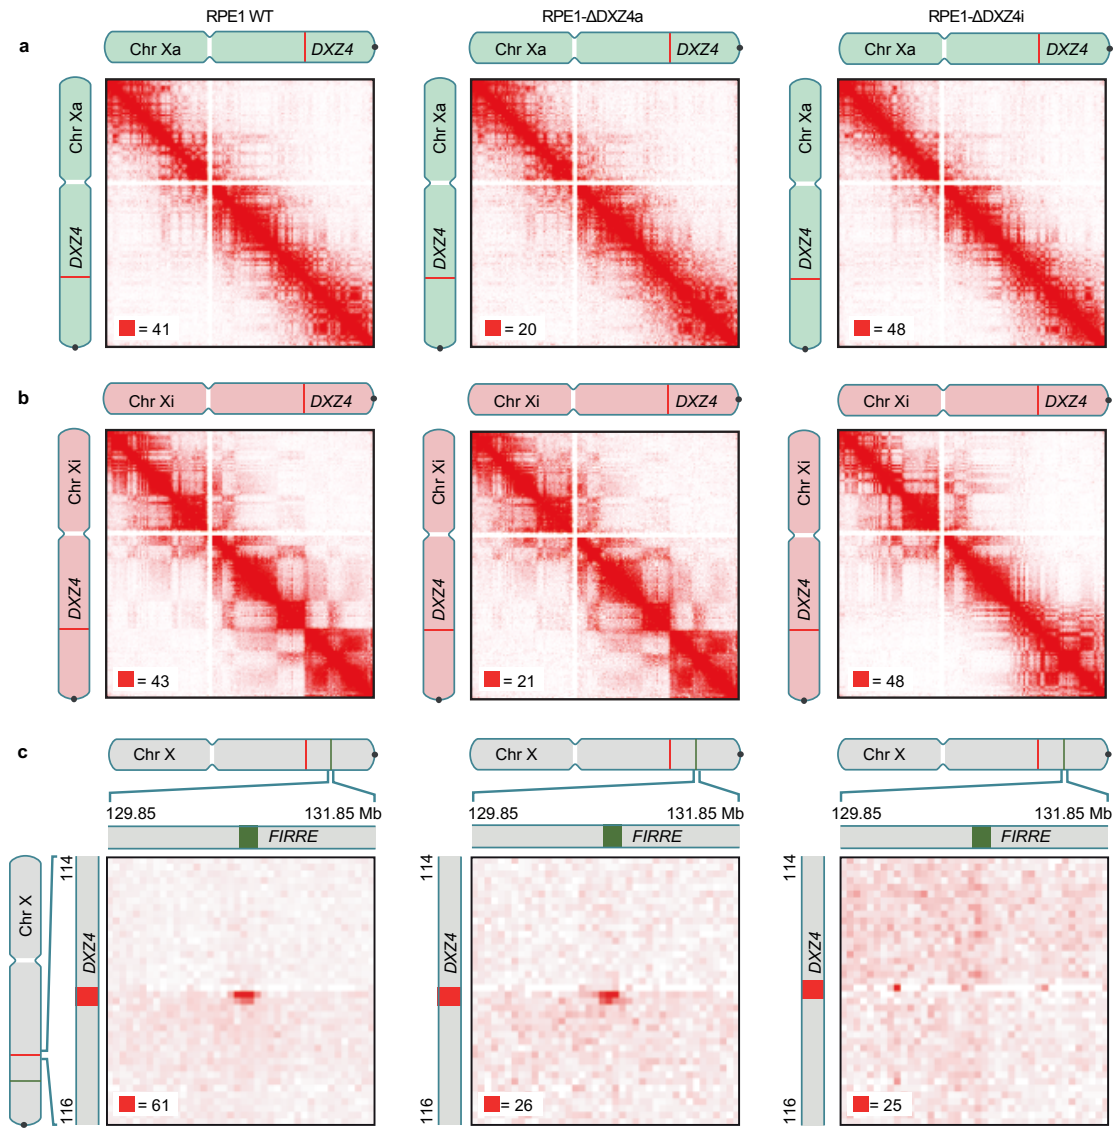 RPE1 WT
RPE1-ΔDXZ4a
RPE1-ΔDXZ4i
a
Chr Xa DXZ4
Chr Xa DXZ4
Chr Xa DXZ4
Chr Xa DXZ4
Chr Xa DXZ4
Chr Xa DXZ4
= 41
= 20
= 48
b
Chr Xi DXZ4
Chr Xi DXZ4
Chr Xi DXZ4
Chr Xi DXZ4
Chr Xi DXZ4
Chr Xi DXZ4
= 43
= 21
= 48
c
Chr X
Chr X
Chr X
129.85 131.85 Mb
129.85 131.85 Mb
129.85 131.85 Mb
FIRRE
FIRRE
FIRRE
Chr X
114 DXZ4 116
114 DXZ4 116
114 DXZ4 116
= 61
= 26
= 25